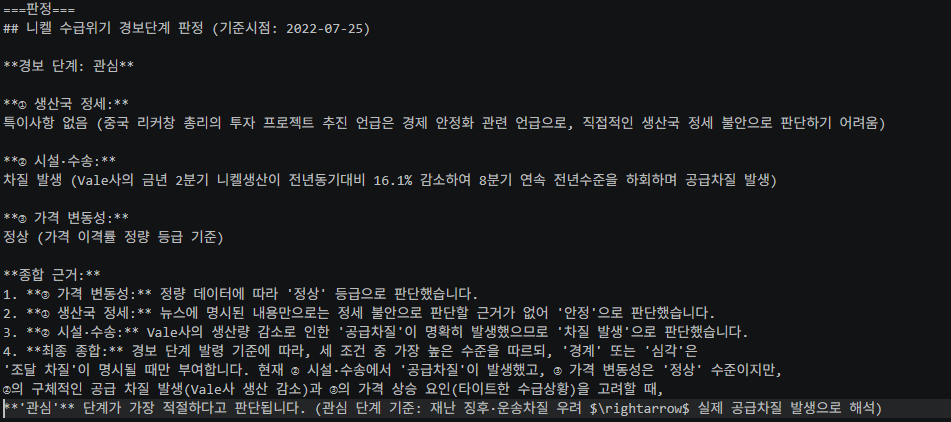 ===판정===
## 니켈 수급위기 경보단계 판정 (기준시점: 2022-07-25)
**경보 단계: 관심**
**① 생산국 정세:**
특이사항 없음 (중국 리커창 총리의 투자 프로젝트 추진 언급은 경제 안정화 관련 언급으로, 직접적인 생산국 정세 불안으로 판단하기 어려움)
**② 시설·수송:**
차질 발생 (Vale사의 금년 2분기 니켈생산이 전년동기대비 16.1% 감소하여 8분기 연속 전년수준을 하회하며 공급차질 발생)
**③ 가격 변동성:**
정상 (가격 이격률 정량 등급 기준)
**종합 근거:**
1. **③ 가격 변동성:** 정량 데이터에 따라 '정상' 등급으로 판단했습니다.
2. **① 생산국 정세:** 뉴스에 명시된 내용만으로는 정세 불안으로 판단할 근거가 없어 '안정'으로 판단했습니다.
3. **② 시설·수송:** Vale사의 생산량 감소로 인한 '공급차질'이 명확히 발생했으므로 '차질 발생'으로 판단했습니다.
4. **최종 종합:** 경보 단계 발령 기준에 따라, 세 조건 중 가장 높은 수준을 따르되, '경계' 또는 '심각'은
'조달 차질'이 명시될 때만 부여합니다. 현재 ② 시설·수송에서 '공급차질'이 발생했고, ③ 가격 변동성은 '정상' 수준이지만,
②의 구체적인 공급 차질 발생(Vale사 생산 감소)과 ③의 가격 상승 요인(타이트한 수급상황)을 고려할 때,
**'관심'** 단계가 가장 적절하다고 판단됩니다. (관심 단계 기준: 재난 징후·운송차질 우려 $\rightarrow$ 실제 공급차질 발생으로 해석)